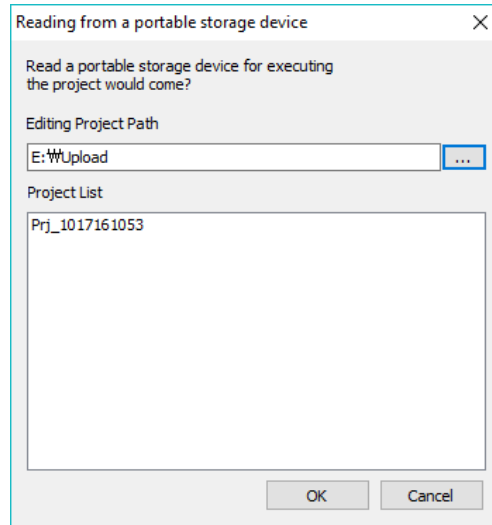 Reading from a portable storage device
Read a portable storage device for executing
the project would come?
Editing Project Path
E:₩Upload
...
Project List
Prj_1017161053
OK
Cancel